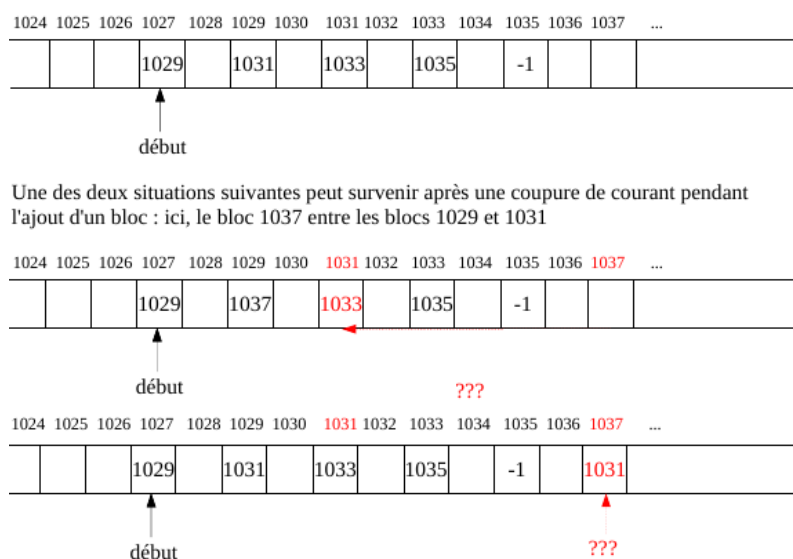 1024 1025 1026 1027 1028 1029 1030 1031 1032 1033 1034 1035 1036 1037 ...
1029 1031 1033 1035 -1
début
Une des deux situations suivantes peut survenir après une coupure de courant pendant
l'ajout d'un bloc : ici, le bloc 1037 entre les blocs 1029 et 1031
1024 1025 1026 1027 1028 1029 1030 1031 1032 1033 1034 1035 1036 1037 ...
1029 1037 1033 1035 -1
début ???
1024 1025 1026 1027 1028 1029 1030 1031 1032 1033 1034 1035 1036 1037 ...
1029 1031 1033 1035 -1 1031
début ???